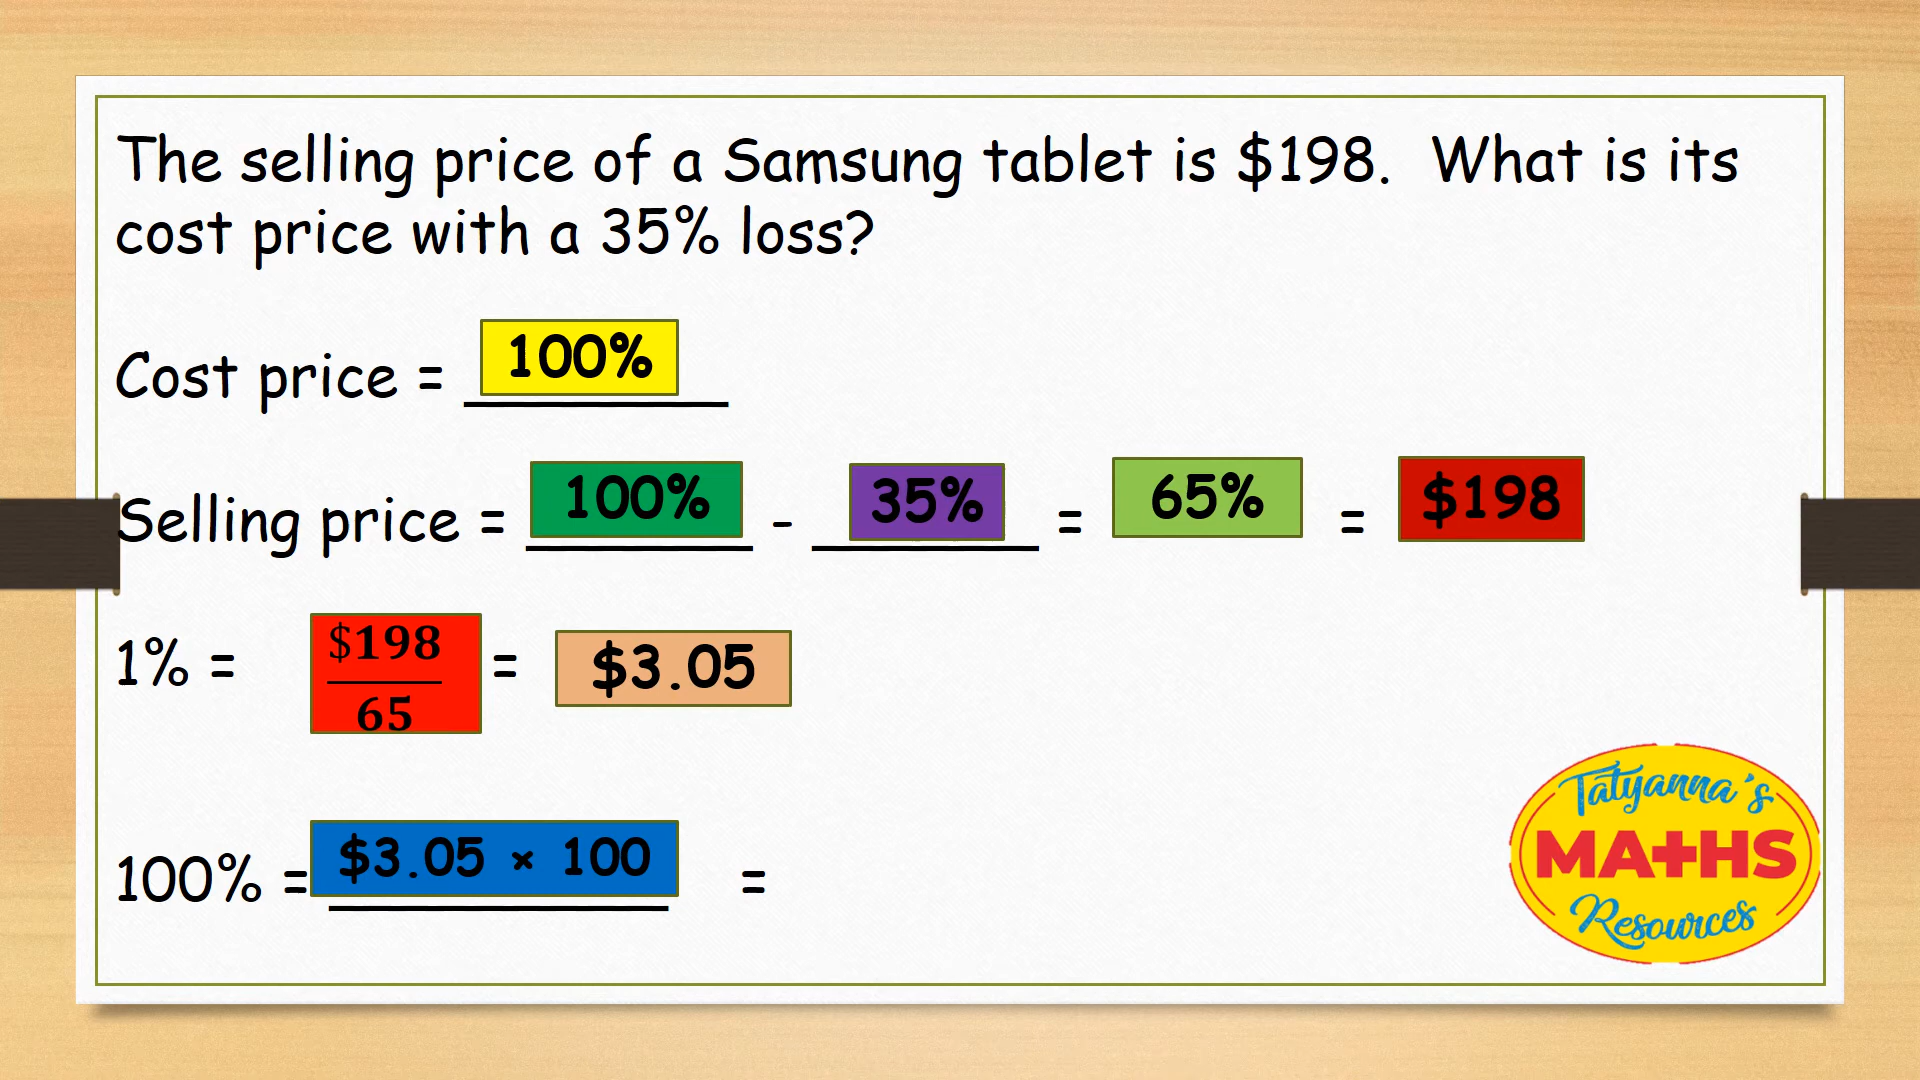 The selling price of a Samsung tablet is $198. What is its
cost price with a 35% loss?
Cost price = 100%
Selling price = 100% - 35% = 65% = $198
1% = $198/65 = $3.05
100% = $3.05 × 100 =
Tatyanna's
MATHS
Resources